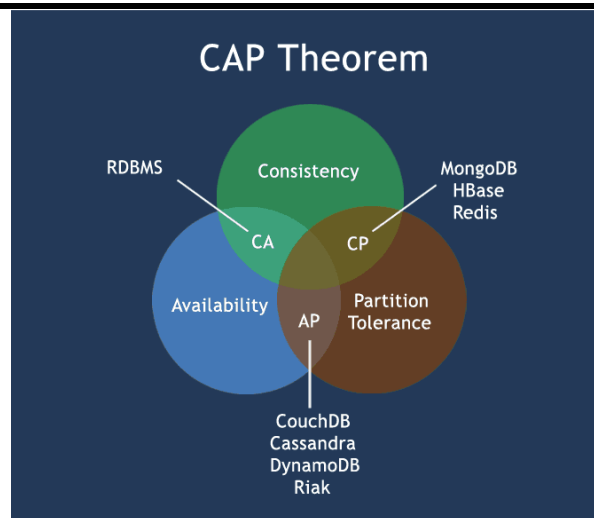 CAP Theorem
Consistency
RDBMS
MongoDB
HBase
Redis
CA
CP
Availability
Partition
Tolerance
AP
CouchDB
Cassandra
DynamoDB
Riak